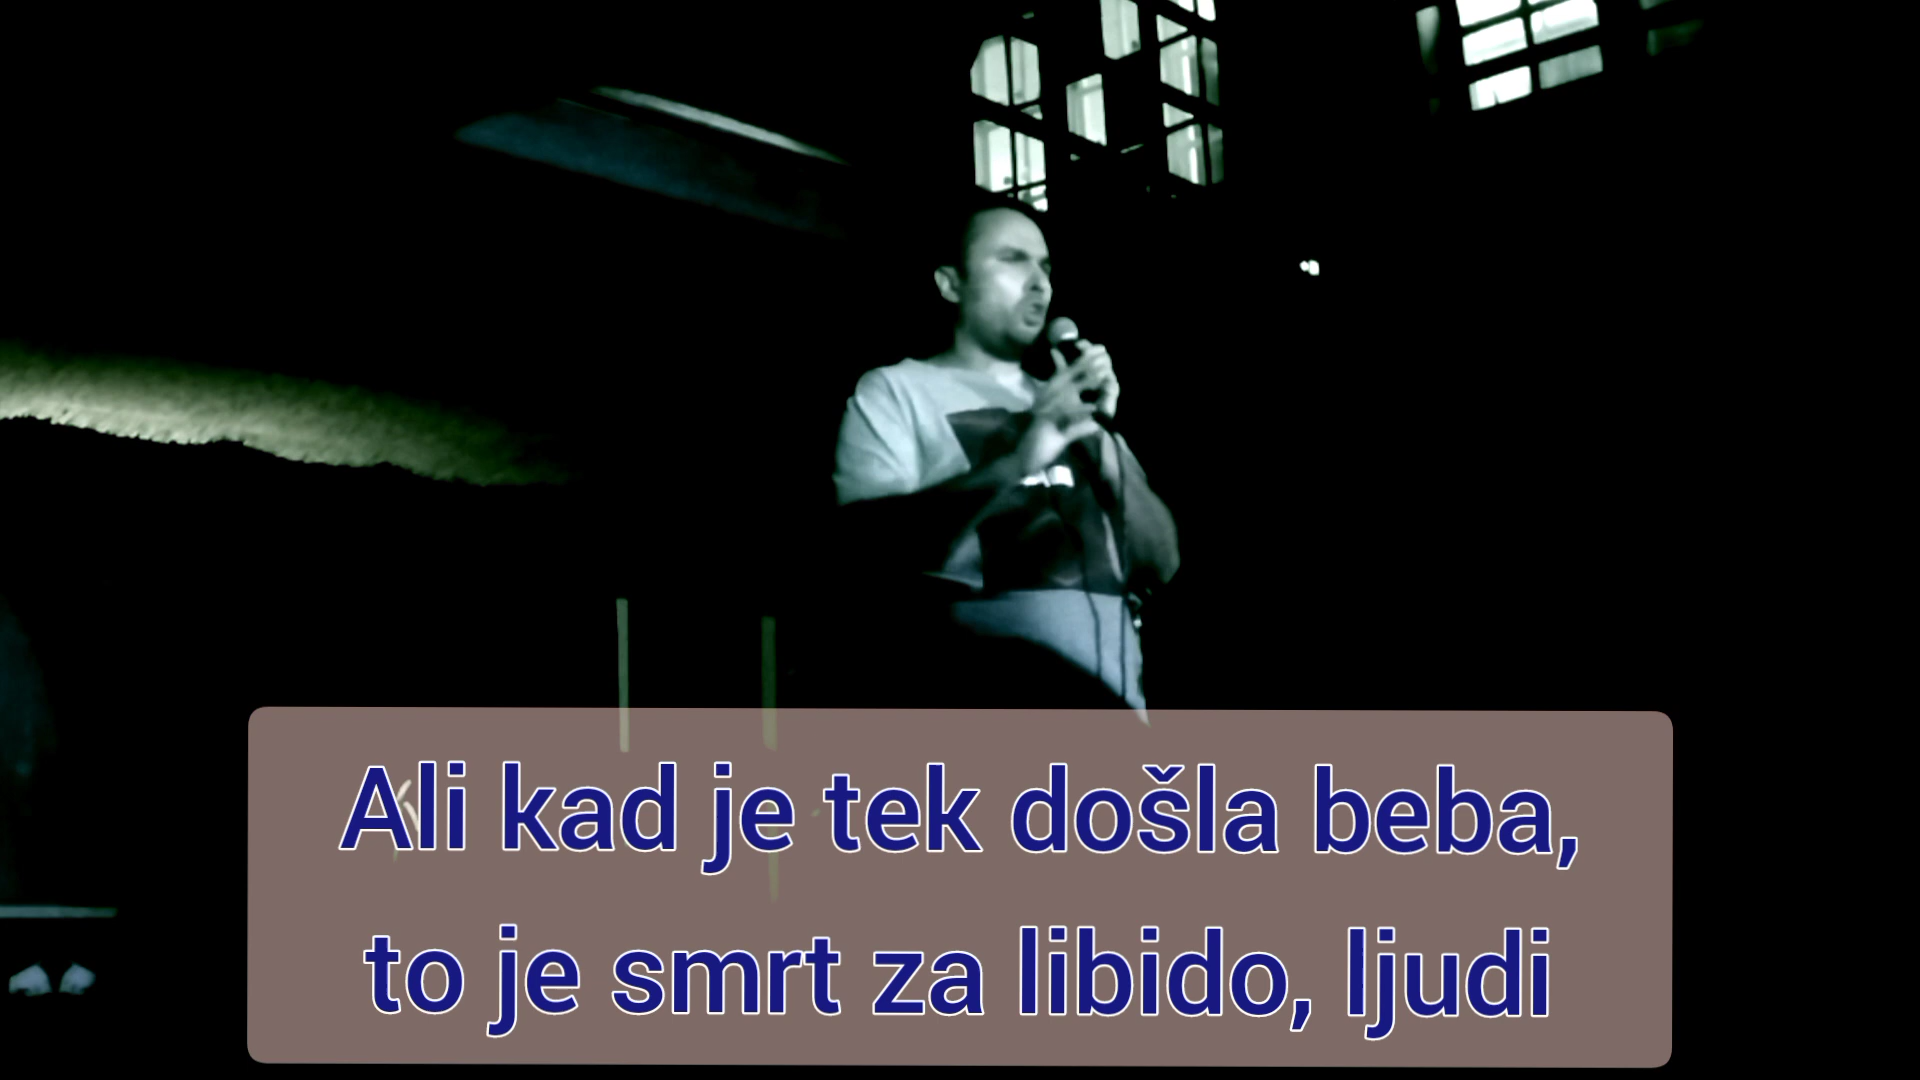 Ali kad je tek došla beba,
to je smrt za libido, ljudi